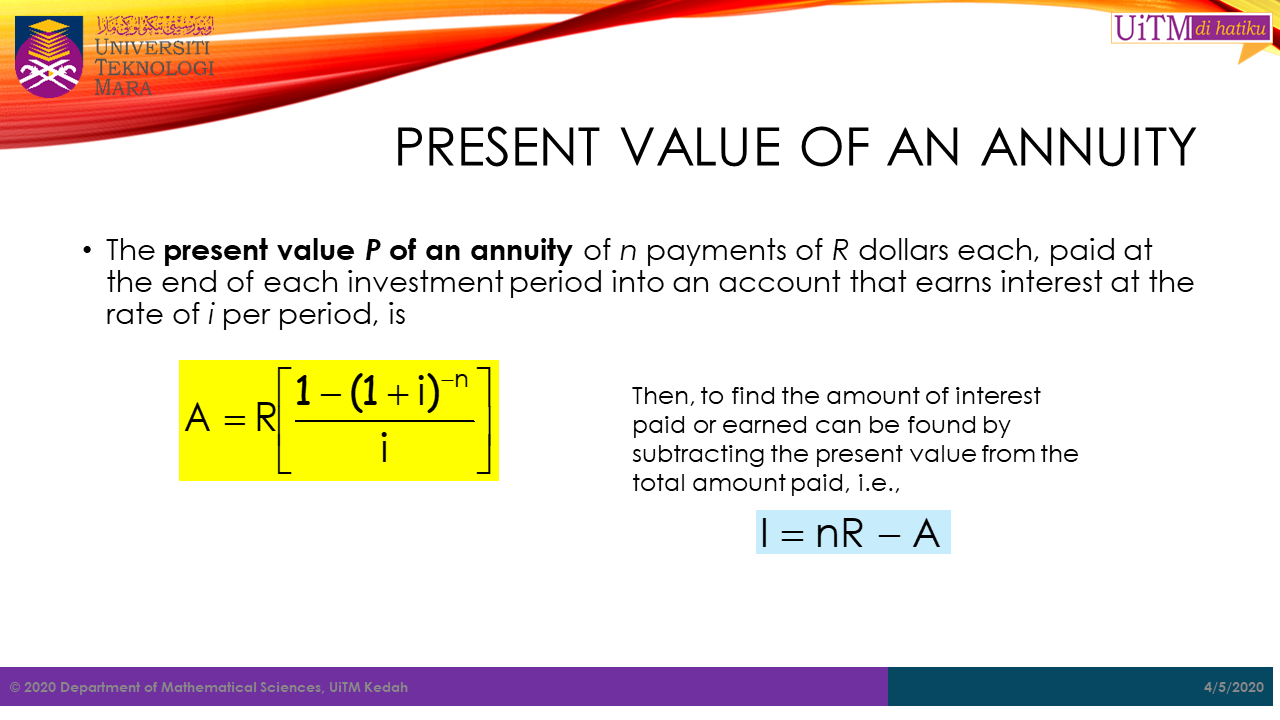 UNIVERSITI
TEKNOLOGI
MARA
UiTM di hatiku
PRESENT VALUE OF AN ANNUITY
• The present value P of an annuity of n payments of R dollars each, paid at
the end of each investment period into an account that earns interest at the
rate of i per period, is
A = R[(1 − (1 + i)^−n) / i]
Then, to find the amount of interest
paid or earned can be found by
subtracting the present value from the
total amount paid, i.e.,
I = nR − A
© 2020 Department of Mathematical Sciences, UiTM Kedah
4/5/2020